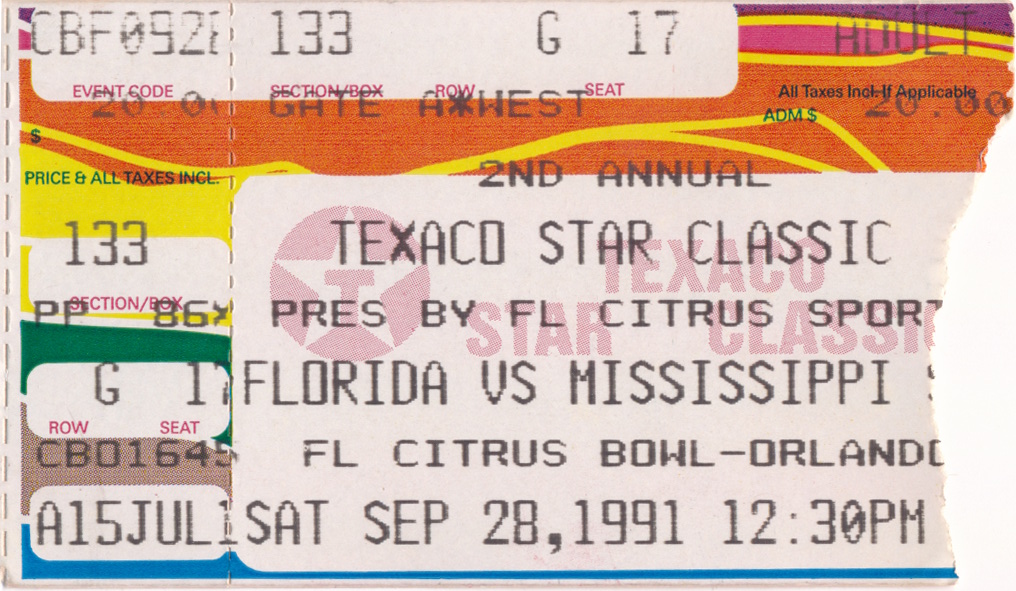 CBF092 133 G 17 ADULT
EVENT CODE SECTION/BOX ROW SEAT All Taxes Incl. If Applicable
20.00 GATE A*WEST ADM $ 20.00
$
PRICE & ALL TAXES INCL.
2ND ANNUAL
133 TEXACO STAR CLASSIC
TEXACO
SECTION/BOX
PP 86X PRES BY FL CITRUS SPORT
STAR CLASSIC
G 17 FLORIDA VS MISSISSIPPI
ROW SEAT
CBO1645 FL CITRUS BOWL-ORLANDO
A15JUL1 SAT SEP 28,1991 12:30PM